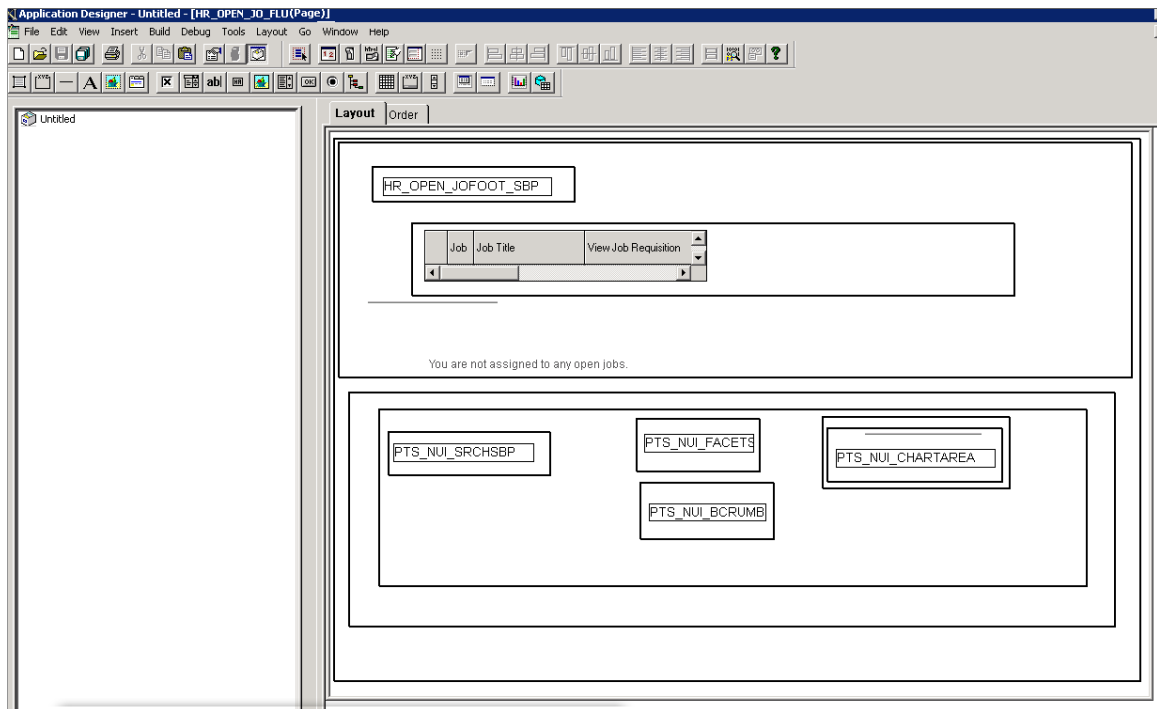 Application Designer - Untitled - [HR_OPEN_JO_FLU(Page)]
File Edit View Insert Build Debug Tools Layout Go Window Help
Untitled
Layout Order
HR_OPEN_JOFOOT_SBP
Job Job Title View Job Requisition
You are not assigned to any open jobs.
PTS_NUI_SRCHSBP
PTS_NUI_FACETS
PTS_NUI_CHARTAREA
PTS_NUI_BCRUMB